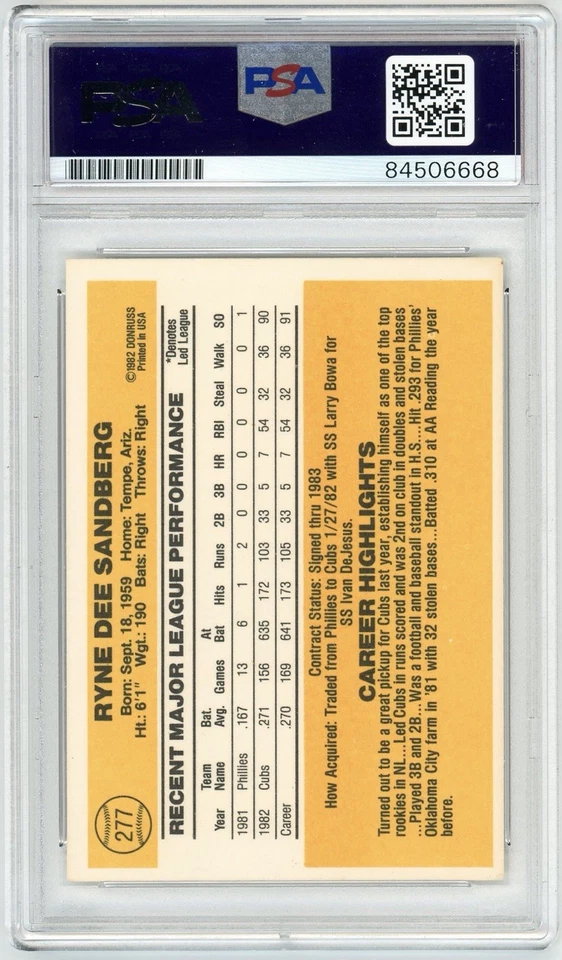 PSA
PSA
84506668
277
RYNE DEE SANDBERG
©1982 DONRUSS
Printed in USA
Born: Sept. 18, 1959 Home: Tempe, Ariz.
Ht.: 6'1" Wgt.: 190 Bats: Right Throws: Right
RECENT MAJOR LEAGUE PERFORMANCE
*Denotes
Led League
Year Team Name Bat. Avg. Games At Bat Hits Runs 2B 3B HR RBI Steal Walk SO
1981 Phillies .167 13 6 1 2 0 0 0 0 0 0 1
1982 Cubs .271 156 635 172 103 33 5 7 54 32 36 90
Career .270 169 641 173 105 33 5 7 54 32 36 91
Contract Status: Signed thru 1983
How Acquired: Traded from Phillies to Cubs 1/27/82 with SS Larry Bowa for
SS Ivan DeJesus.
CAREER HIGHLIGHTS
Turned out to be a great pickup for Cubs last year, establishing himself as one of the top
rookies in NL...Led Cubs in runs scored and was 2nd on club in doubles and stolen bases
...Played 3B and 2B...Was a football and baseball standout in H.S....Hit .293 for Phillies'
Oklahoma City farm in '81 with 32 stolen bases...Batted .310 at AA Reading the year
before.